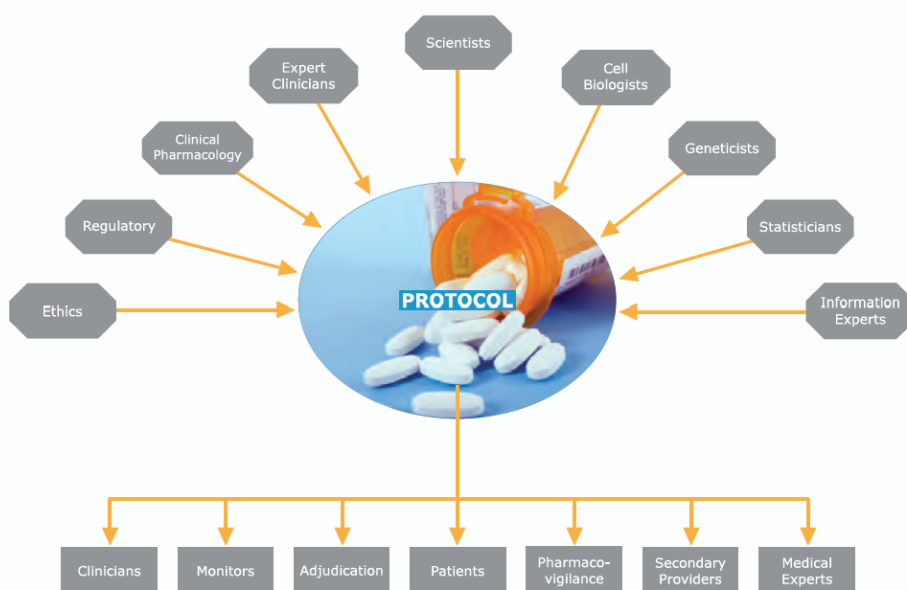 Scientists
Expert
Clinicians
Cell
Biologists
Clinical
Pharmacology
Geneticists
Regulatory
Statisticians
Ethics
PROTOCOL
Information
Experts
Clinicians
Monitors
Adjudication
Patients
Pharmaco-
vigilance
Secondary
Providers
Medical
Experts